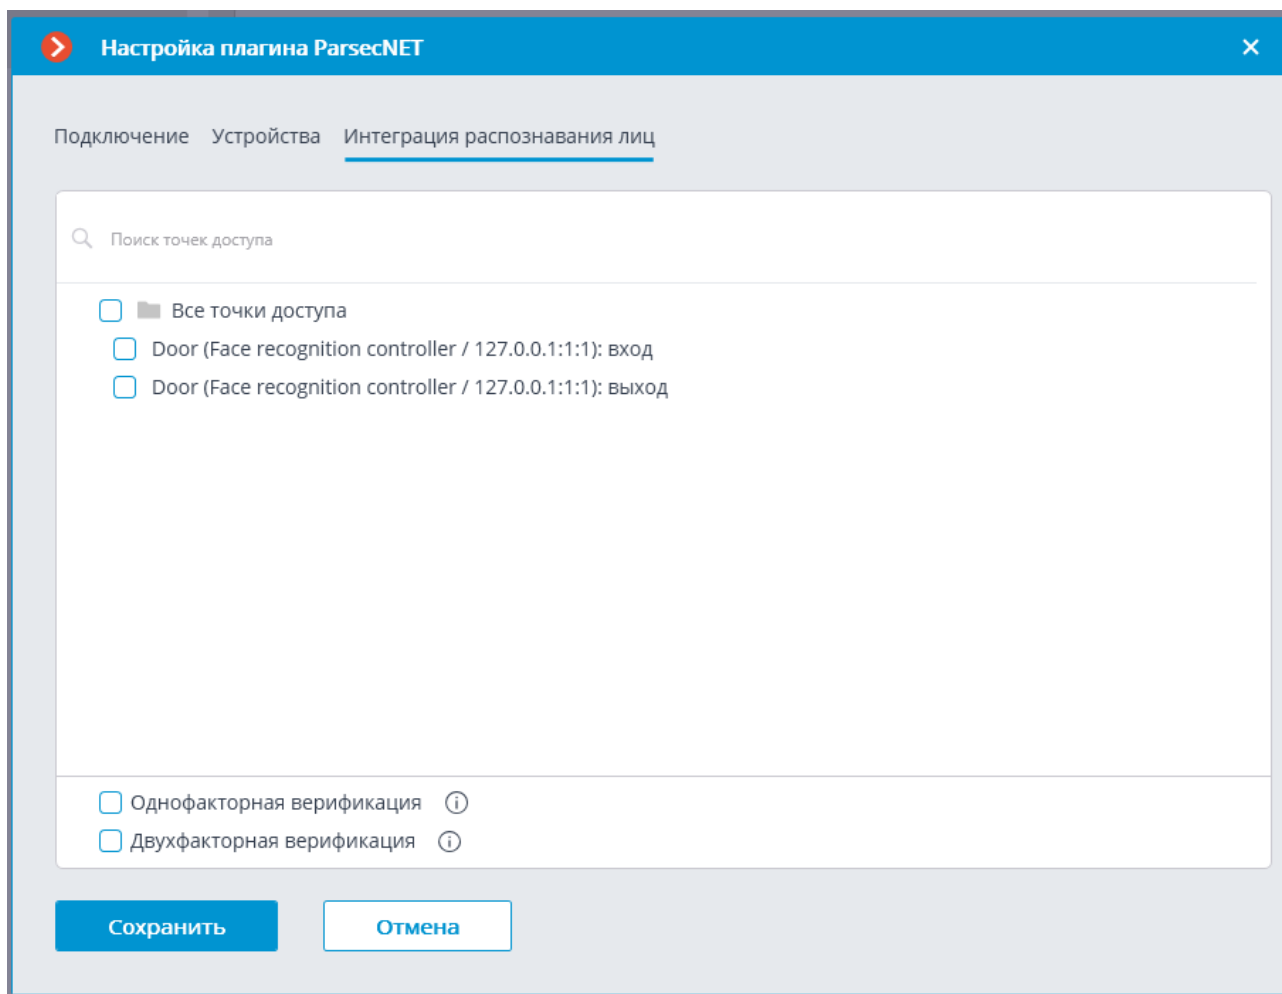 Настройка плагина ParsecNET
Подключение Устройства Интеграция распознавания лиц
Поиск точек доступа
Все точки доступа
Door (Face recognition controller / 127.0.0.1:1:1): вход
Door (Face recognition controller / 127.0.0.1:1:1): выход
Однофакторная верификация
Двухфакторная верификация
Сохранить Отмена